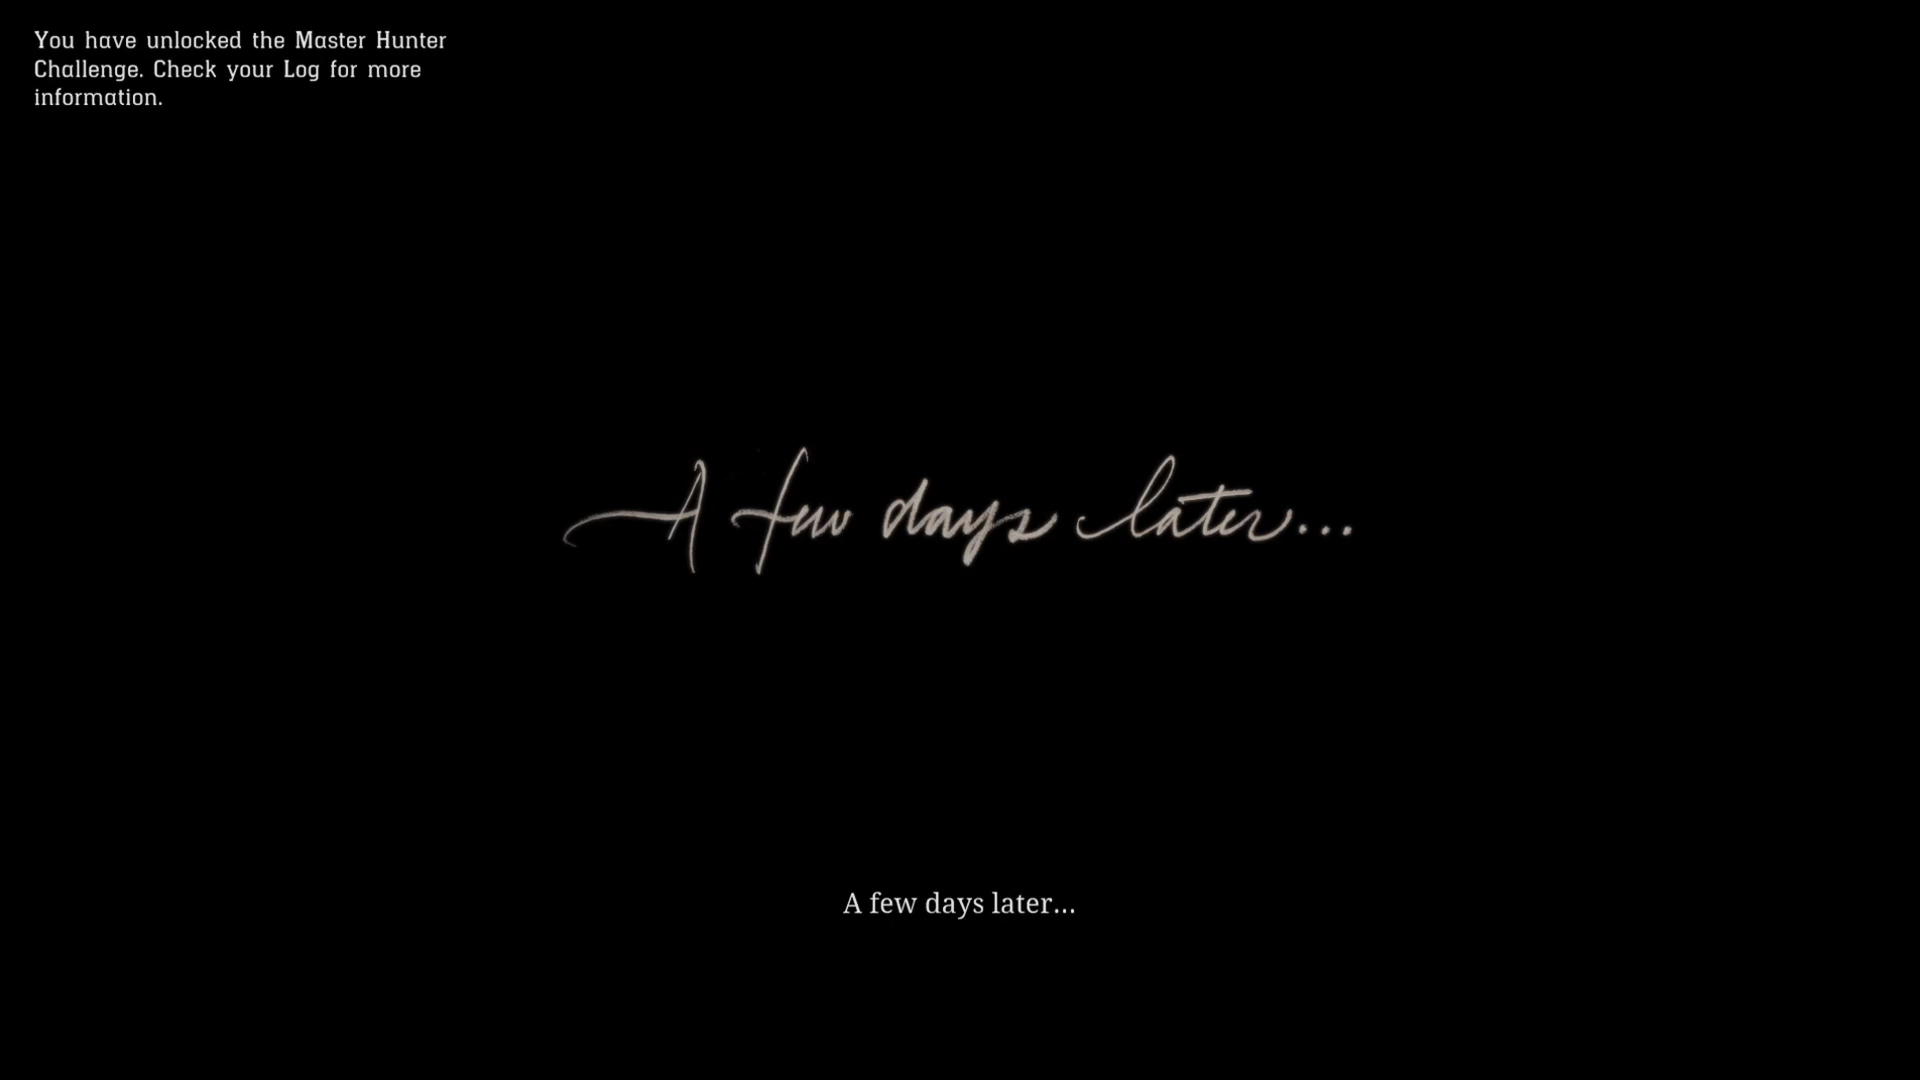 You have unlocked the Master Hunter
Challenge. Check your Log for more
information.
A few days later...
A few days later...